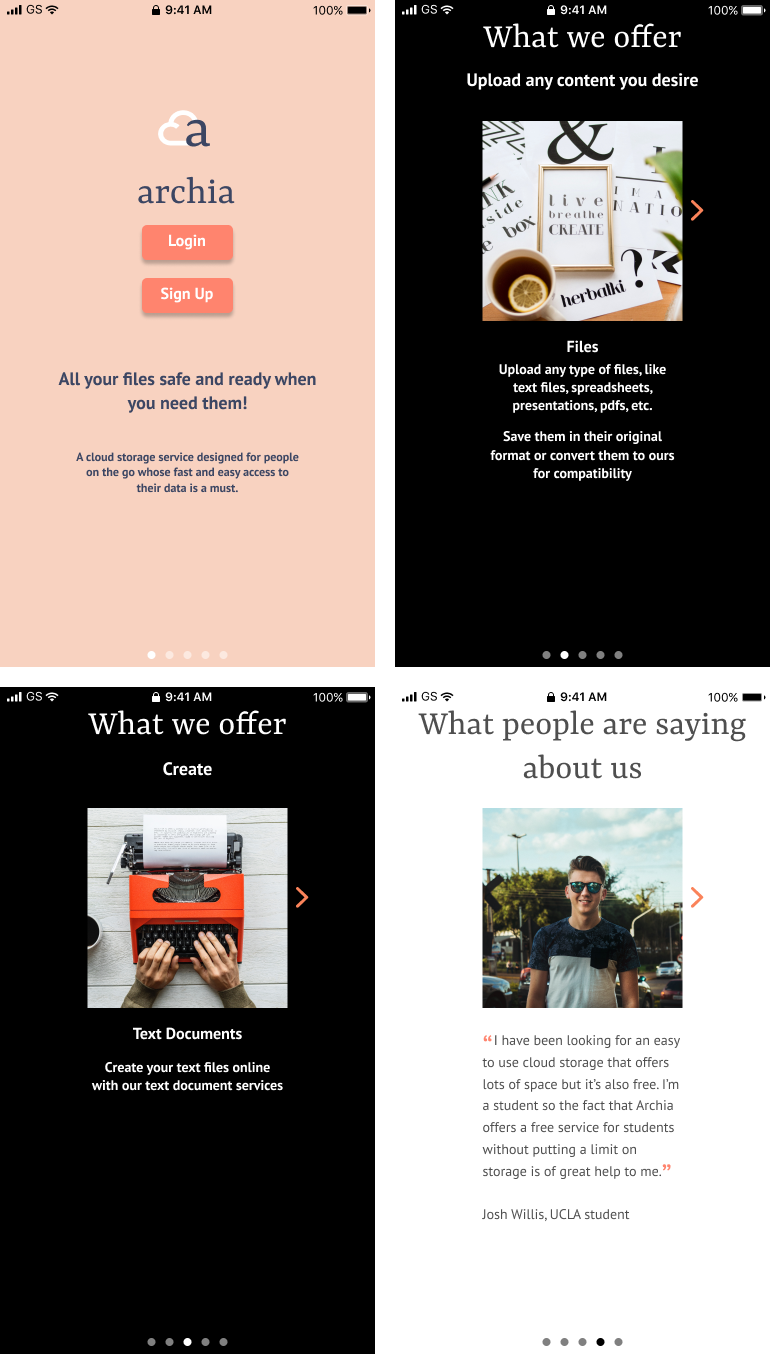 GS 9:41 AM 100%
a
archia
Login
Sign Up
All your files safe and ready when
you need them!
A cloud storage service designed for people
on the go whose fast and easy access to
their data is a must.
GS 9:41 AM 100%
What we offer
Upload any content you desire
&
live
breathe
CREATE
side
box
herbalki
?
Files
Upload any type of files, like
text files, spreadsheets,
presentations, pdfs, etc.
Save them in their original
format or convert them to ours
for compatibility
GS 9:41 AM 100%
What we offer
Create
Text Documents
Create your text files online
with our text document services
GS 9:41 AM 100%
What people are saying
about us
“I have been looking for an easy
to use cloud storage that offers
lots of space but it’s also free. I’m
a student so the fact that Archia
offers a free service for students
without putting a limit on
storage is of great help to me.”
Josh Willis, UCLA student